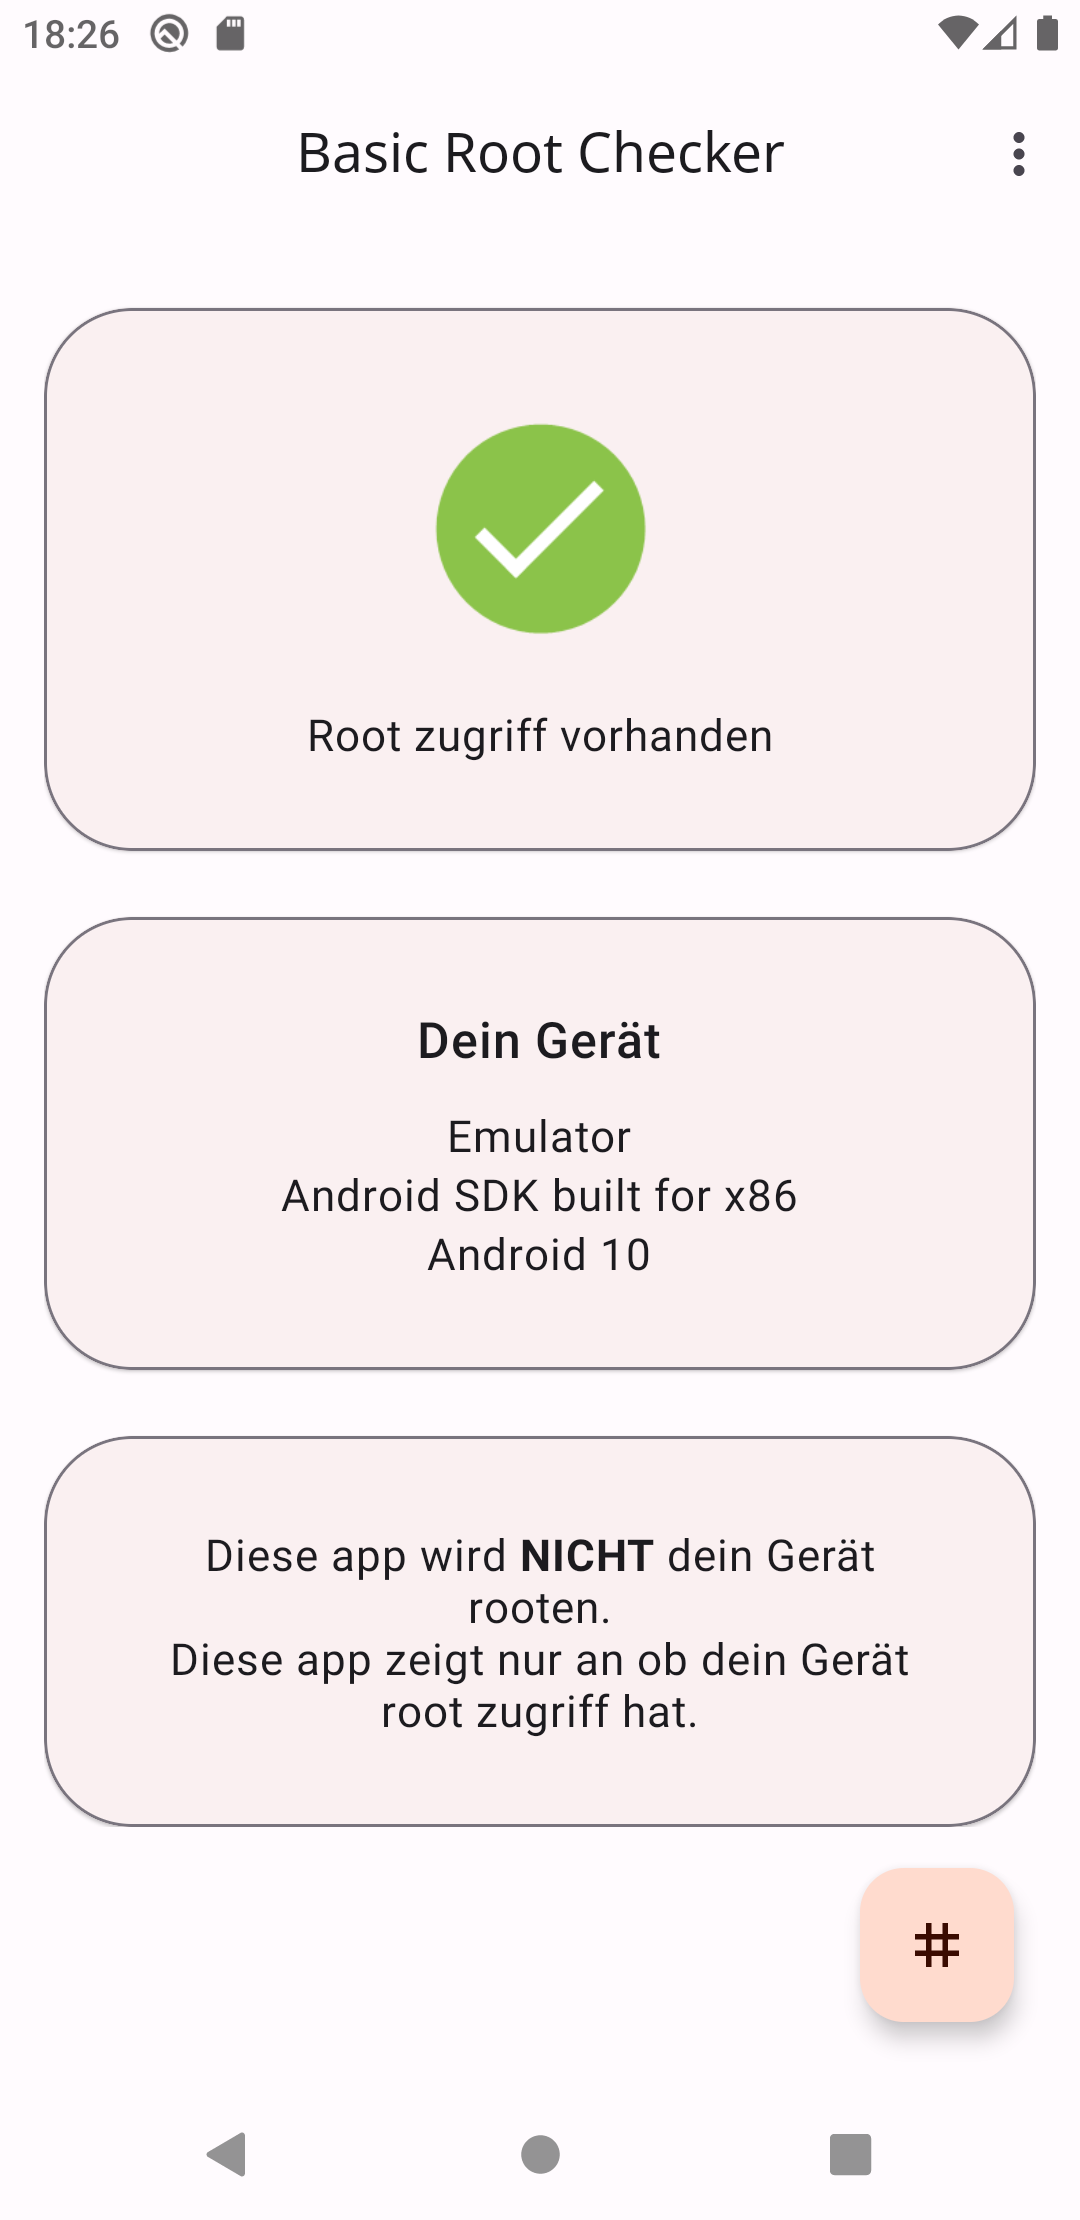 18:26
Basic Root Checker
Root zugriff vorhanden
Dein Gerät
Emulator
Android SDK built for x86
Android 10
Diese app wird NICHT dein Gerät
rooten.
Diese app zeigt nur an ob dein Gerät
root zugriff hat.
#